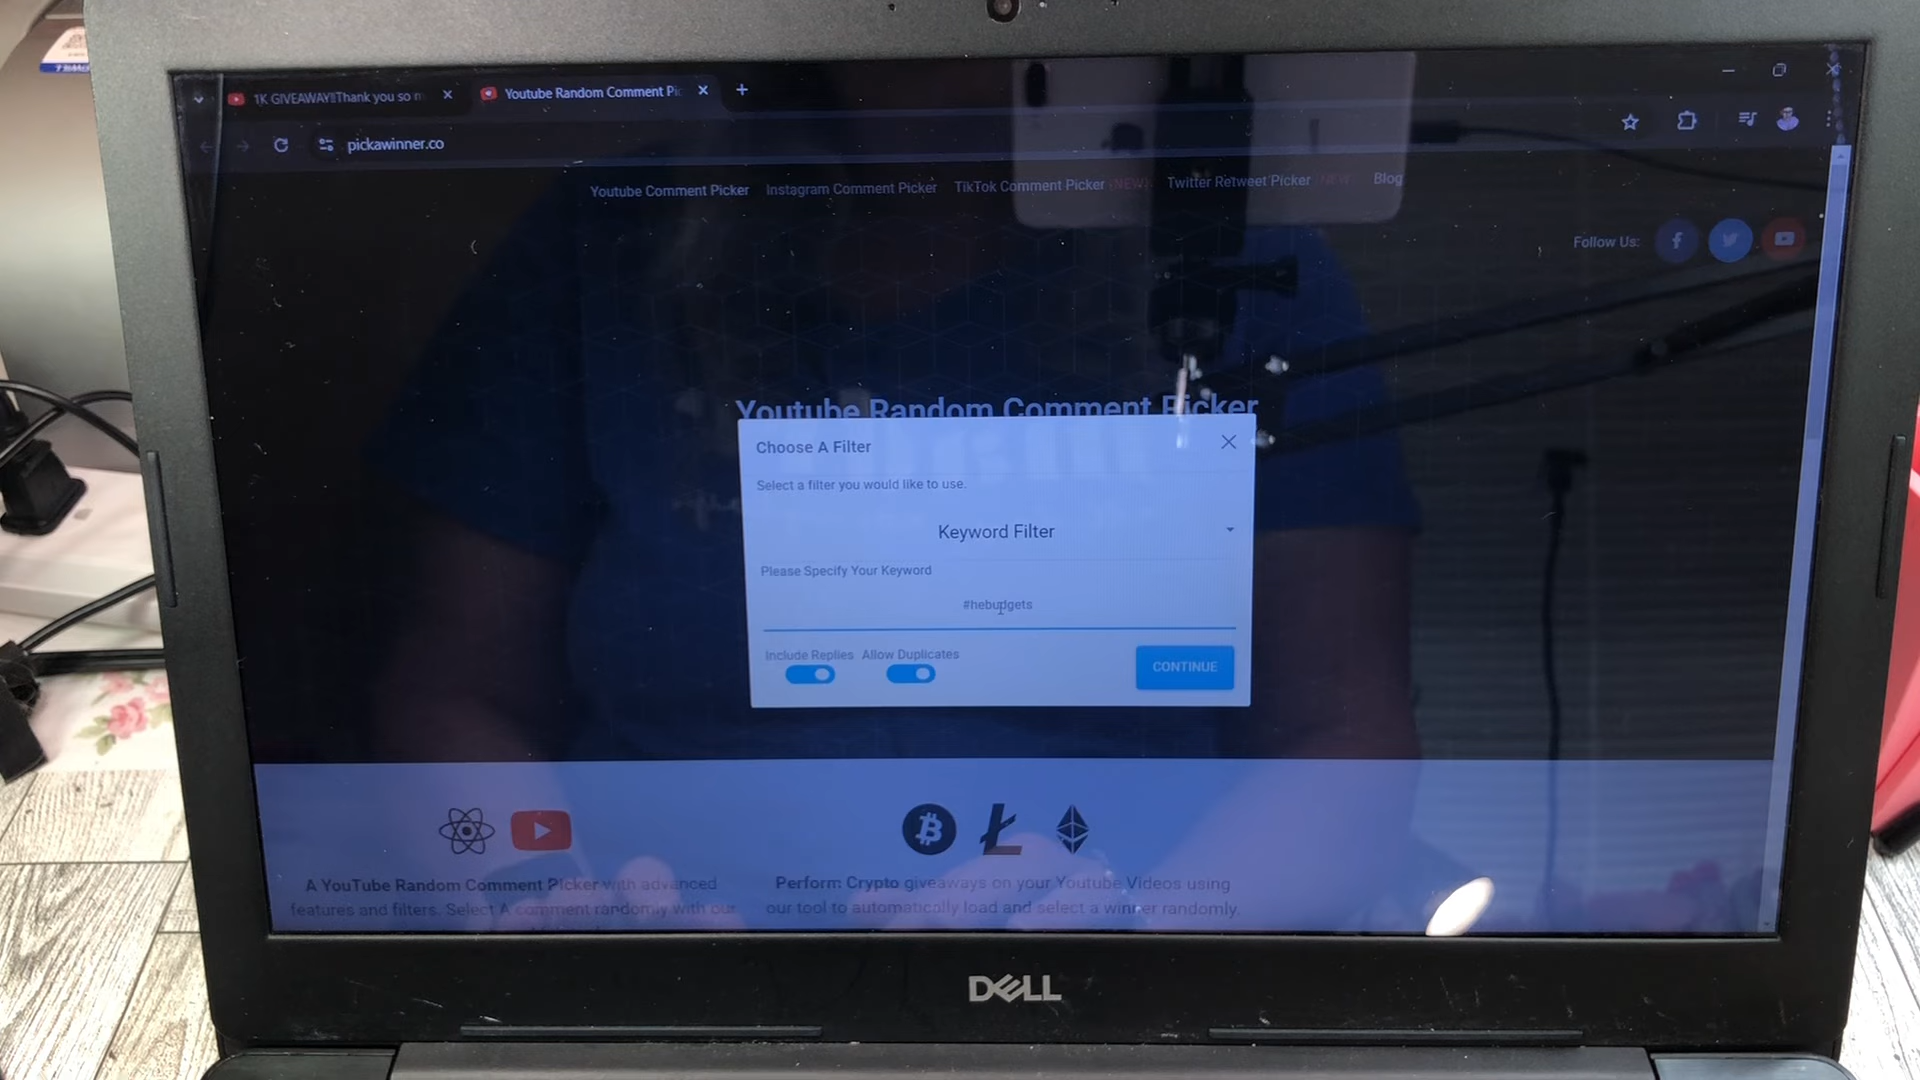 1K GIVEAWAY!!Thank you so m
Youtube Random Comment Pic
pickawinner.co
Youtube Comment Picker
Instagram Comment Picker
TikTok Comment Picker (NEW)
Twitter Retweet Picker NEW
Blog
Follow Us:
Youtube Random Comment Picker
Choose A Filter
Select a filter you would like to use.
Keyword Filter
Please Specify Your Keyword
#hebudgets
Include Replies Allow Duplicates
CONTINUE
A YouTube Random Comment Picker with advanced
features and filters. Select A comment randomly with our
Perform Crypto giveaways on your Youtube Videos using
our tool to automatically load and select a winner randomly.
DELL